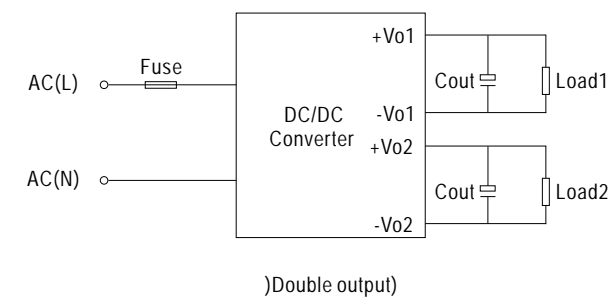 +Vo1
Fuse
AC(L)
Cout
Load1
DC/DC
Converter
-Vo1
+Vo2
AC(N)
Cout
Load2
-Vo2
)Double output)